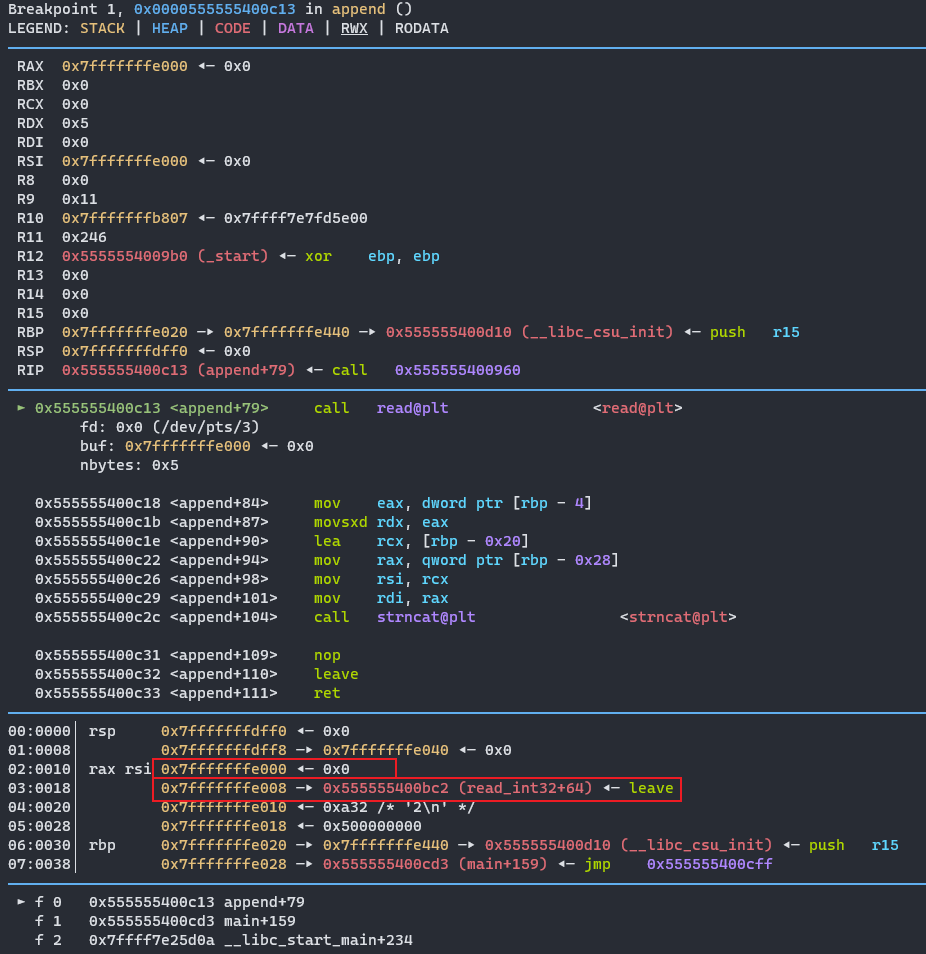 Breakpoint 1, 0x0000555555400c13 in append ()
LEGEND: STACK | HEAP | CODE | DATA | RWX | RODATA
RAX  0x7fffffffe000 ◂— 0x0
RBX  0x0
RCX  0x0
RDX  0x5
RDI  0x0
RSI  0x7fffffffe000 ◂— 0x0
R8   0x0
R9   0x11
R10  0x7fffffffb807 ◂— 0x7ffff7e7fd5e00
R11  0x246
R12  0x5555554009b0 (_start) ◂— xor    ebp, ebp
R13  0x0
R14  0x0
R15  0x0
RBP  0x7fffffffe020 —▸ 0x7fffffffe440 —▸ 0x555555400d10 (__libc_csu_init) ◂— push   r15
RSP  0x7fffffffdff0 ◂— 0x0
RIP  0x555555400c13 (append+79) ◂— call   0x555555400960
► 0x555555400c13 <append+79>     call   read@plt                <read@plt>
fd: 0x0 (/dev/pts/3)
buf: 0x7fffffffe000 ◂— 0x0
nbytes: 0x5
0x555555400c18 <append+84>     mov    eax, dword ptr [rbp - 4]
0x555555400c1b <append+87>     movsxd rdx, eax
0x555555400c1e <append+90>     lea    rcx, [rbp - 0x20]
0x555555400c22 <append+94>     mov    rax, qword ptr [rbp - 0x28]
0x555555400c26 <append+98>     mov    rsi, rcx
0x555555400c29 <append+101>    mov    rdi, rax
0x555555400c2c <append+104>    call   strncat@plt                <strncat@plt>
0x555555400c31 <append+109>    nop
0x555555400c32 <append+110>    leave
0x555555400c33 <append+111>    ret
00:0000│ rsp     0x7fffffffdff0 ◂— 0x0
01:0008│         0x7fffffffdff8 —▸ 0x7fffffffe040 ◂— 0x0
02:0010│ rax rsi 0x7fffffffe000 ◂— 0x0
03:0018│         0x7fffffffe008 —▸ 0x555555400bc2 (read_int32+64) ◂— leave
04:0020│         0x7fffffffe010 ◂— 0xa32 /* '2\n' */
05:0028│         0x7fffffffe018 ◂— 0x500000000
06:0030│ rbp     0x7fffffffe020 —▸ 0x7fffffffe440 —▸ 0x555555400d10 (__libc_csu_init) ◂— push   r15
07:0038│         0x7fffffffe028 —▸ 0x555555400cd3 (main+159) ◂— jmp    0x555555400cff
► f 0   0x555555400c13 append+79
f 1   0x555555400cd3 main+159
f 2   0x7ffff7e25d0a __libc_start_main+234